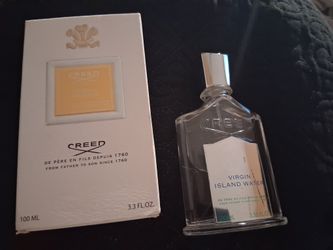 CREED
DE PÈRE EN FILS DEPUIS 1760
FROM FATHER TO SON SINCE 1760
100 ML
3.3 FL.OZ.
CREED
VIRGIN
ISLAND WATER